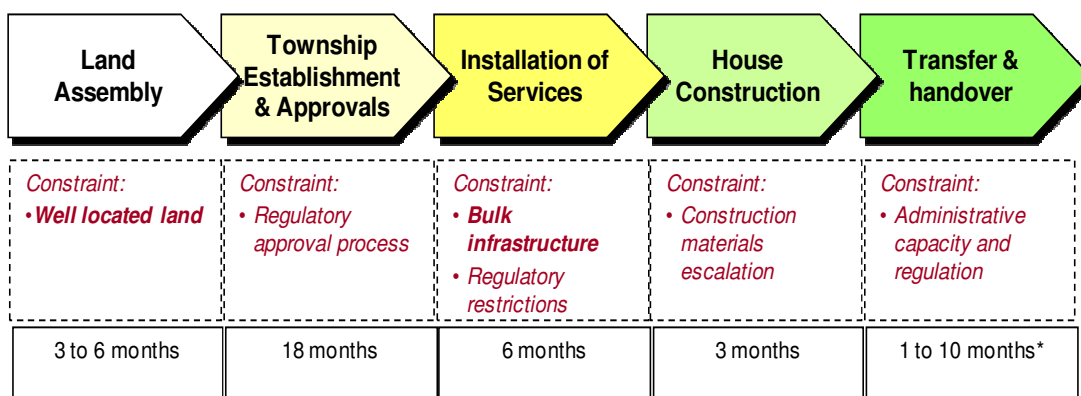 Land
Assembly
Township
Establishment
& Approvals
Installation of
Services
House
Construction
Transfer &
handover
Constraint:
•Well located land
Constraint:
• Regulatory
approval process
Constraint:
• Bulk
infrastructure
• Regulatory
restrictions
Constraint:
• Construction
materials
escalation
Constraint:
• Administrative
capacity and
regulation
3 to 6 months
18 months
6 months
3 months
1 to 10 months*